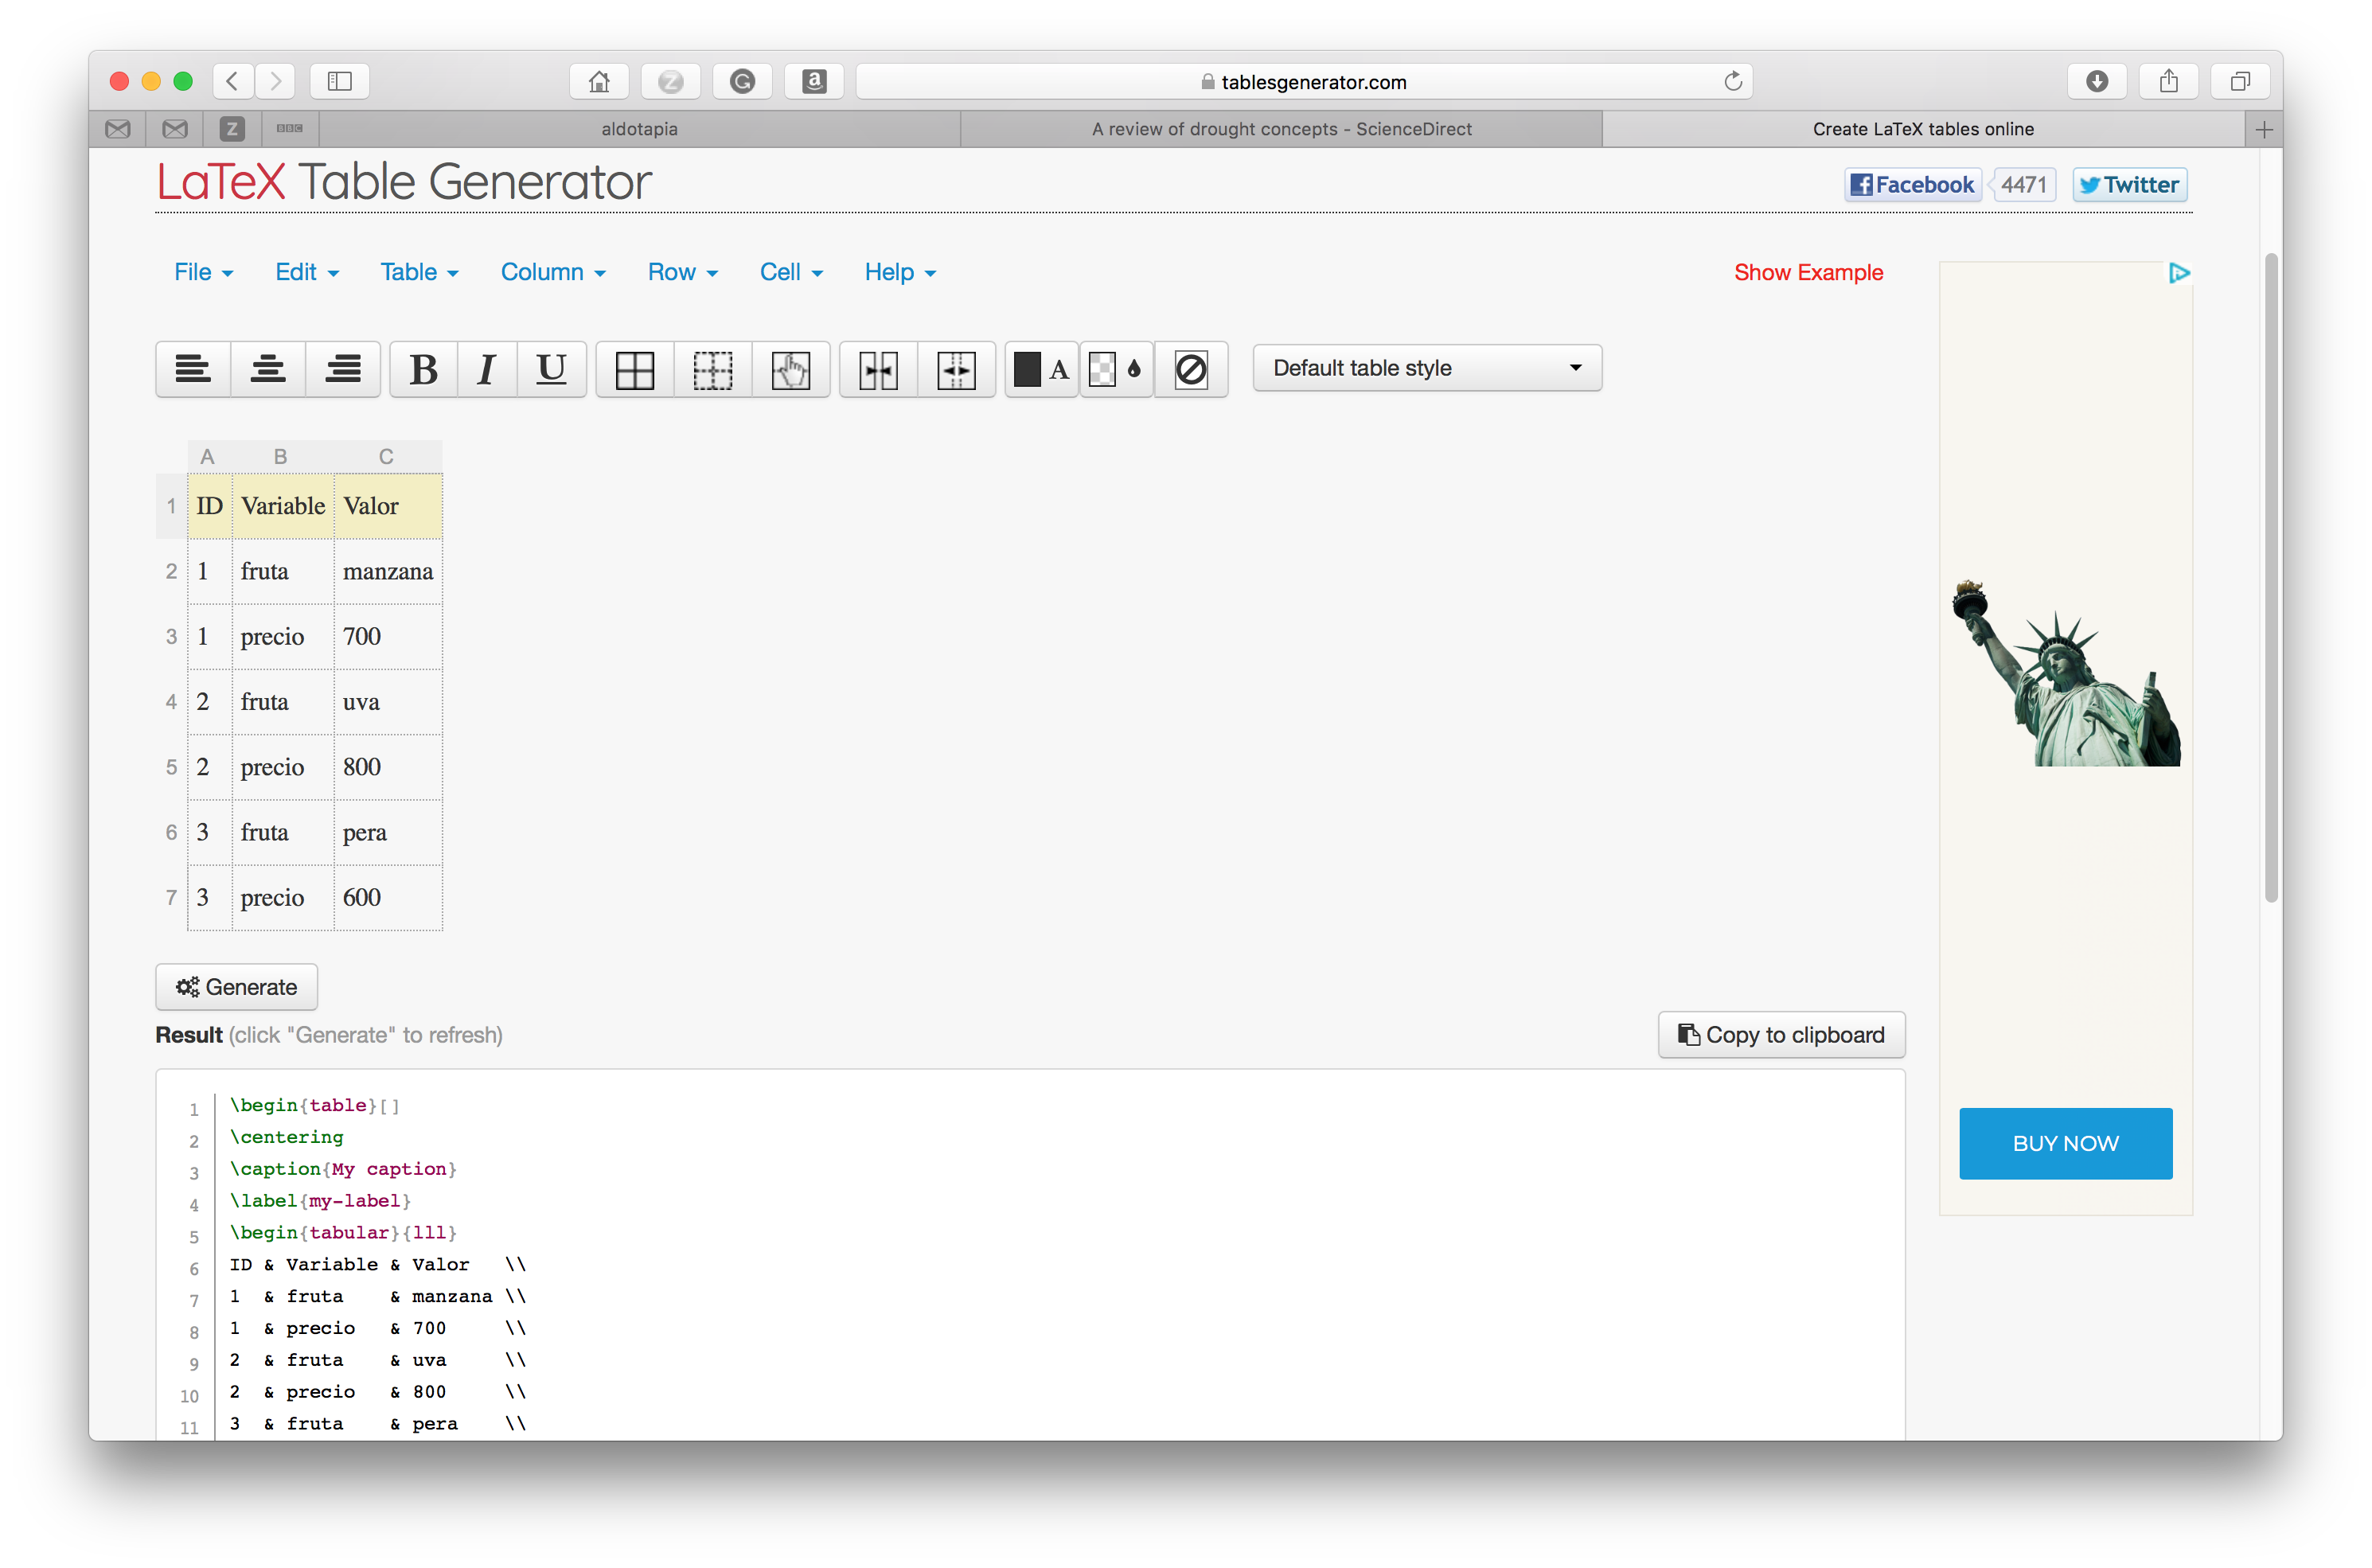 tablesgenerator.com
BBC
aldotapia
A review of drought concepts - ScienceDirect
Create LaTeX tables online
LaTeX Table Generator
Facebook 4471 Twitter
File Edit Table Column Row Cell Help
Show Example
B I U A Default table style
A B C
1 ID Variable Valor
2 1 fruta manzana
3 1 precio 700
4 2 fruta uva
5 2 precio 800
6 3 fruta pera
7 3 precio 600
Generate
Result (click "Generate" to refresh)
Copy to clipboard
1 \begin{table}[]
2 \centering
3 \caption{My caption}
4 \label{my-label}
5 \begin{tabular}{lll}
6 ID & Variable & Valor \\
7 1 & fruta & manzana \\
8 1 & precio & 700 \\
9 2 & fruta & uva \\
10 2 & precio & 800 \\
11 3 & fruta & pera \\
BUY NOW